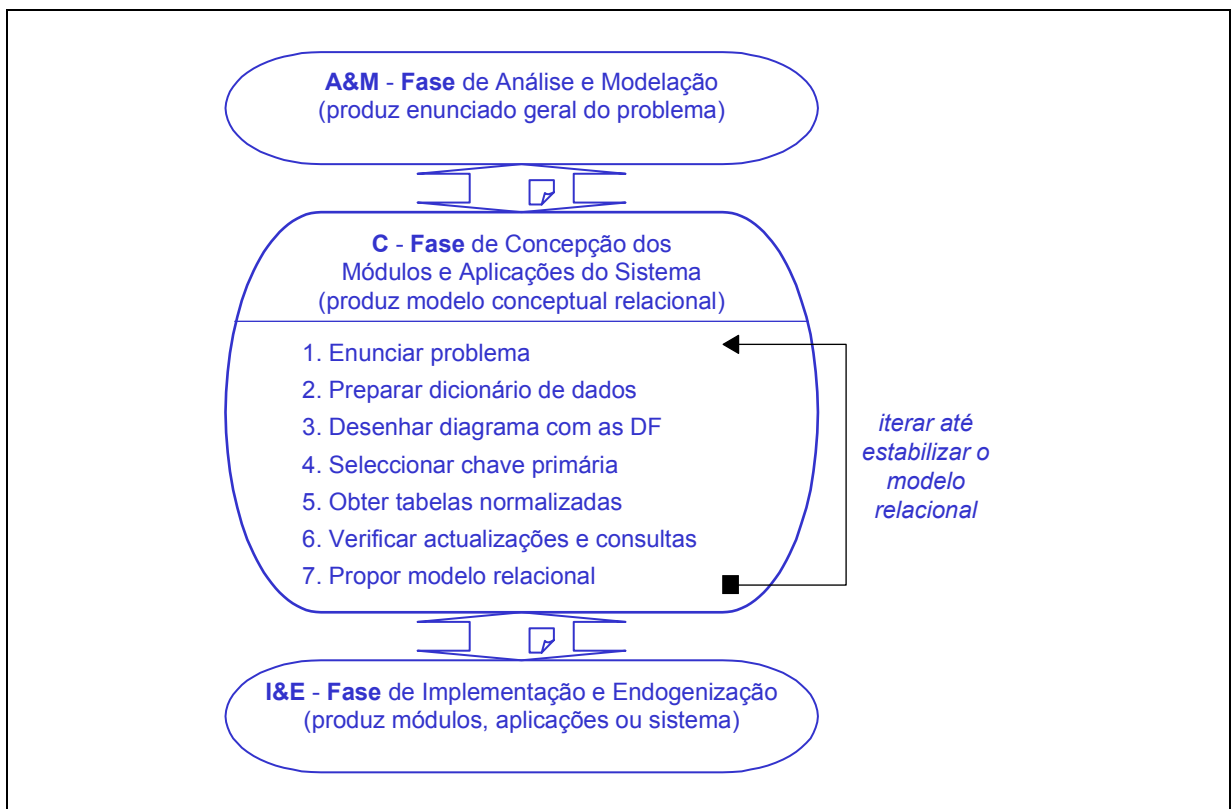 A&M - Fase de Análise e Modelação
(produz enunciado geral do problema)
C - Fase de Concepção dos
Módulos e Aplicações do Sistema
(produz modelo conceptual relacional)
1. Enunciar problema
2. Preparar dicionário de dados
3. Desenhar diagrama com as DF
4. Seleccionar chave primária
5. Obter tabelas normalizadas
6. Verificar actualizações e consultas
7. Propor modelo relacional
iterar até
estabilizar o
modelo
relacional
I&E - Fase de Implementação e Endogenização
(produz módulos, aplicações ou sistema)